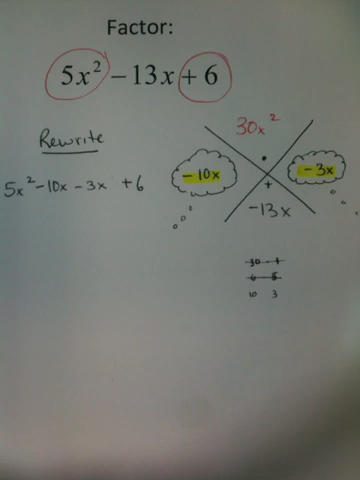 Factor:
5x² – 13x + 6
Rewrite
5x² - 10x - 3x + 6
30x²
- 10x
- 3x
•
+
-13x
30 1
6 5
10 3